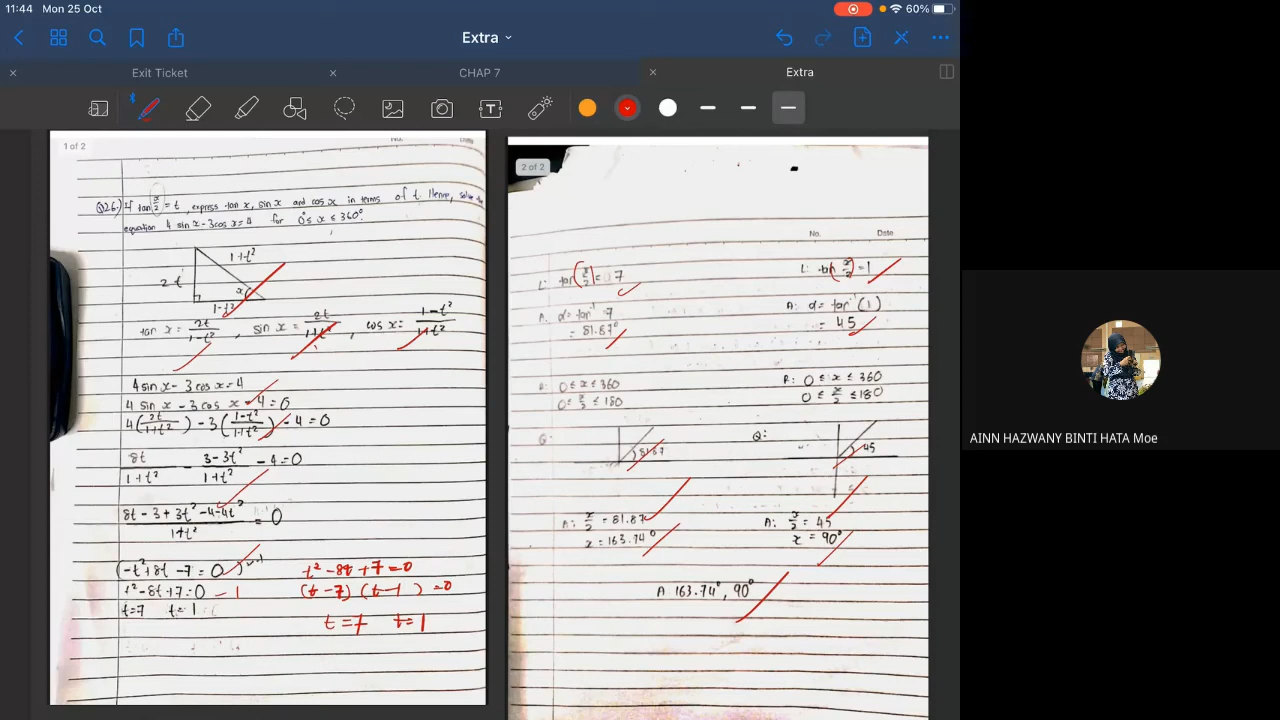 11:44 Mon 25 Oct
60%
Extra
Exit Ticket
CHAP 7
Extra
1 of 2
No. Date
Q26.) If tan x/2 = t, express tan x, sin x and cos x in terms of t. Hence, solve the
equation 4 sin x - 3 cos x = 4 for 0° ≤ x ≤ 360°.
1+t²
2t
x
1-t²
tan x = 2t/1-t² , sin x = 2t/1+t² , cos x = 1-t²/1+t²
4 sin x - 3 cos x = 4
4 sin x - 3 cos x - 4 = 0
4(2t/1+t²) - 3(1-t²/1+t²) - 4 = 0
8t/1+t² - 3-3t²/1+t² - 4 = 0
8t - 3 + 3t² - 4 - 4t²/1+t² = 0
(-t² + 8t - 7 = 0) x -1
t² - 8t + 7 = 0 - 1
t = 7 t = 1
t² - 8t + 7 = 0
(t - 7) (t - 1) = 0
t = 7 t = 1
2 of 2
No. Date
L: tan(x/2) = 7
A: α = tan⁻¹ 7
= 81.87°
R: 0 ≤ x ≤ 360
0 ≤ x/2 ≤ 180
Q:
81.87
A: x/2 = 81.87
x = 163.74°
L: tan(x/2) = 1
A: α = tan⁻¹ (1)
= 45
R: 0 ≤ x ≤ 360
0 ≤ x/2 ≤ 180
Q:
45
A: x/2 = 45
x = 90°
A 163.74°, 90°
AINN HAZWANY BINTI HATA Moe